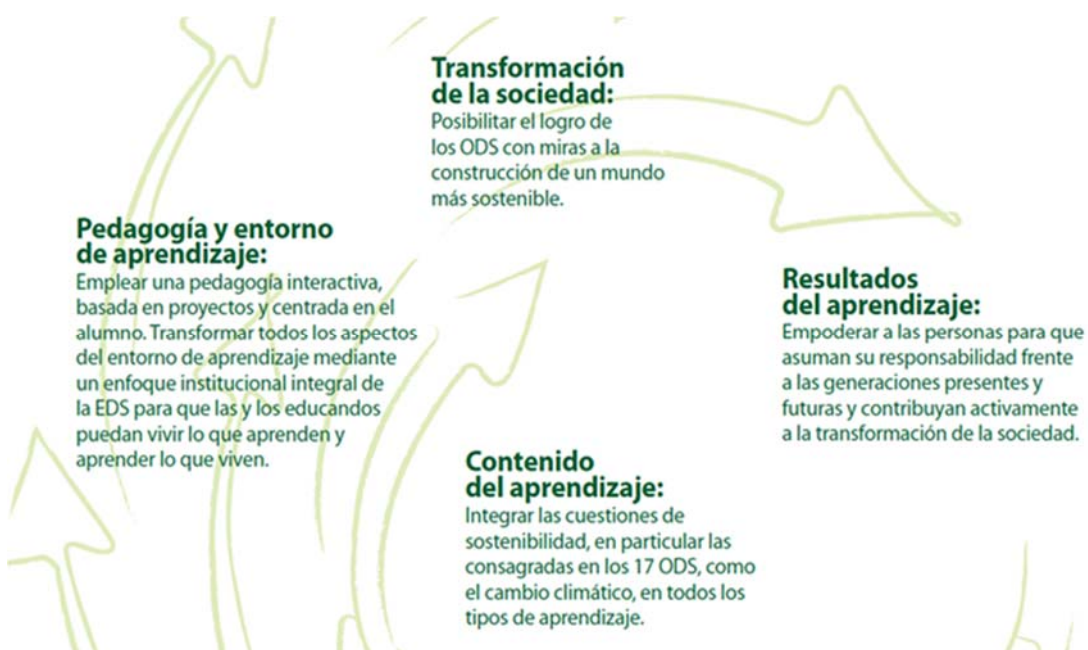 Transformación
de la sociedad:
Posibilitar el logro de
los ODS con miras a la
construcción de un mundo
más sostenible.
Pedagogía y entorno
de aprendizaje:
Emplear una pedagogía interactiva,
basada en proyectos y centrada en el
alumno. Transformar todos los aspectos
del entorno de aprendizaje mediante
un enfoque institucional integral de
la EDS para que las y los educandos
puedan vivir lo que aprenden y
aprender lo que viven.
Resultados
del aprendizaje:
Empoderar a las personas para que
asuman su responsabilidad frente
a las generaciones presentes y
futuras y contribuyan activamente
a la transformación de la sociedad.
Contenido
del aprendizaje:
Integrar las cuestiones de
sostenibilidad, en particular las
consagradas en los 17 ODS, como
el cambio climático, en todos los
tipos de aprendizaje.